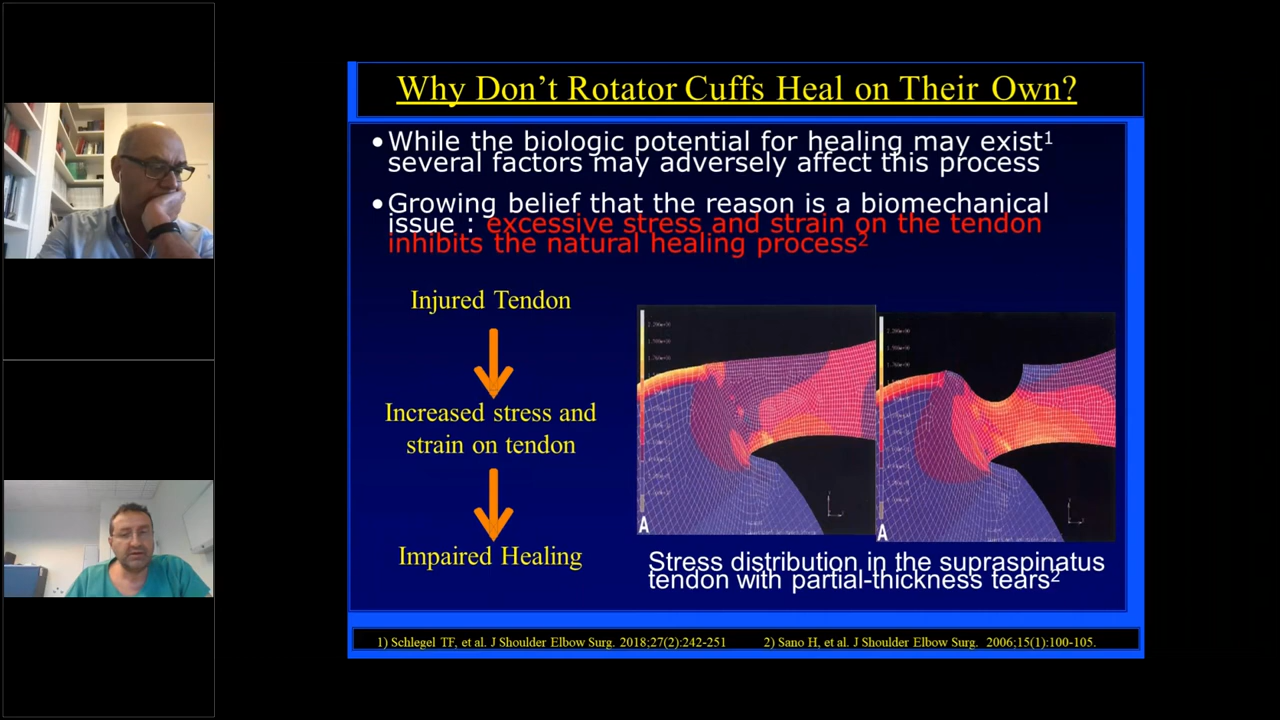 Why Don't Rotator Cuffs Heal on Their Own?
•While the biologic potential for healing may exist1
several factors may adversely affect this process
•Growing belief that the reason is a biomechanical
issue : excessive stress and strain on the tendon
inhibits the natural healing process2
Injured Tendon
Increased stress and
strain on tendon
Impaired Healing
A
A
Stress distribution in the supraspinatus
tendon with partial-thickness tears2
1) Schlegel TF, et al. J Shoulder Elbow Surg. 2018;27(2):242-251
2) Sano H, et al. J Shoulder Elbow Surg. 2006;15(1):100-105.